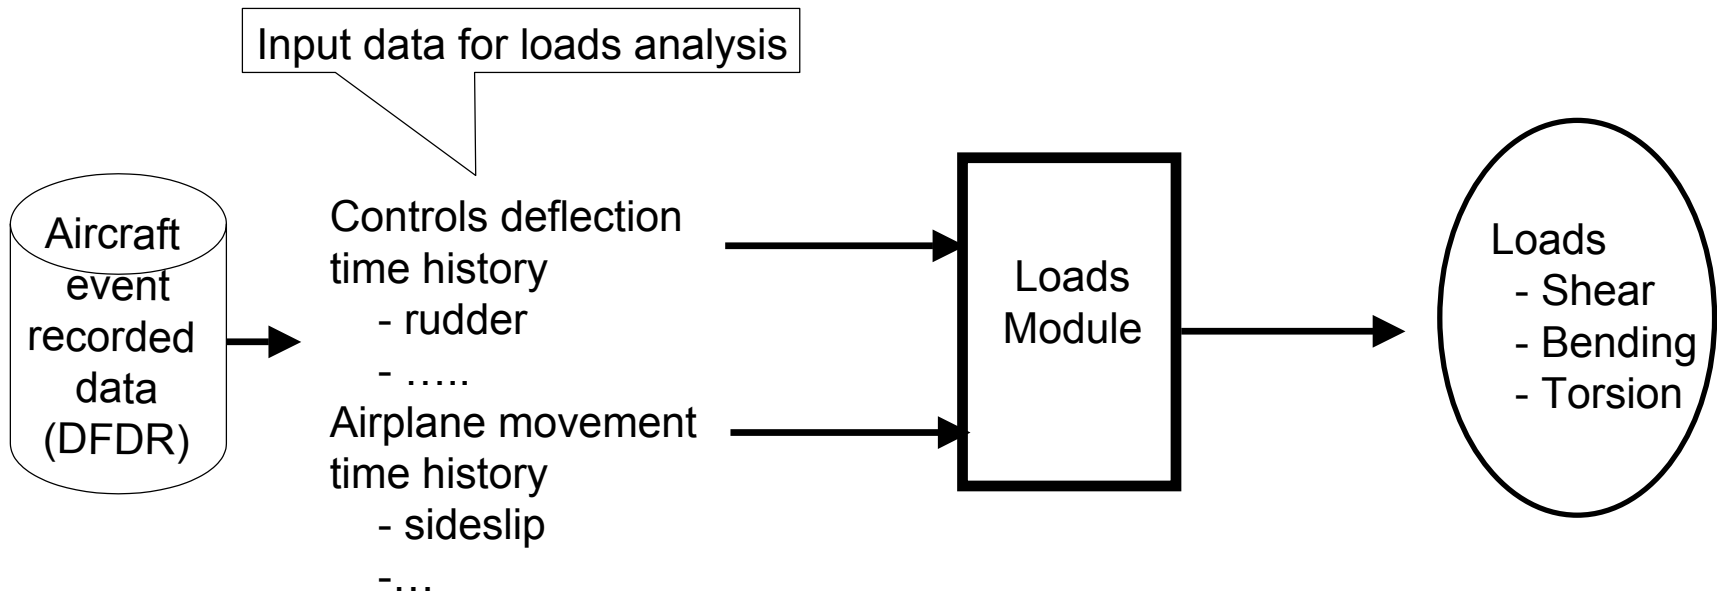 Input data for loads analysis
Aircraft
event
recorded
data
(DFDR)
Controls deflection
time history
- rudder
- …..
Airplane movement
time history
- sideslip
-…
Loads
Module
Loads
- Shear
- Bending
- Torsion